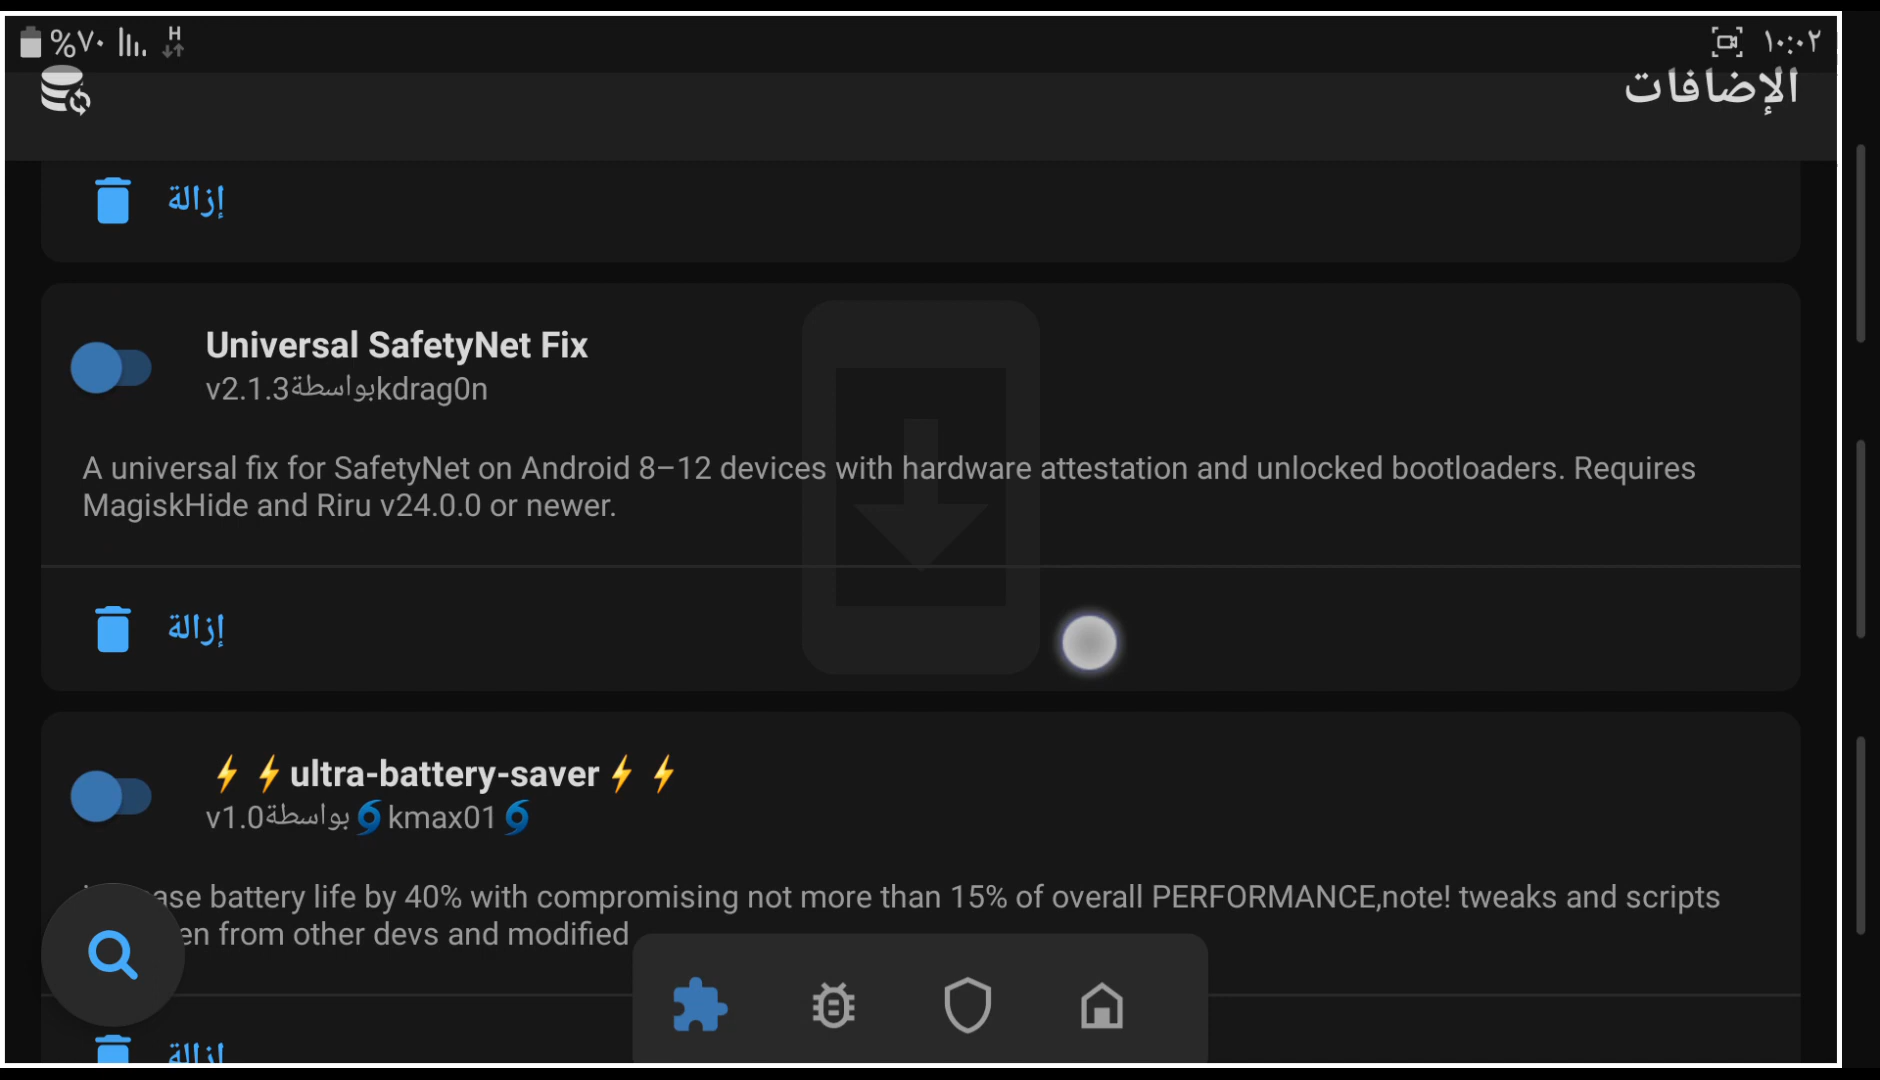 %٧٠ H ١٠:٠٢
الإضافات
إزالة
Universal SafetyNet Fix
v2.1.3بواسطةkdrag0n
A universal fix for SafetyNet on Android 8–12 devices with hardware attestation and unlocked bootloaders. Requires
MagiskHide and Riru v24.0.0 or newer.
إزالة
⚡⚡ultra-battery-saver⚡⚡
v1.0بواسطة🌀kmax01🌀
battery life by 40% with compromising not more than 15% of overall PERFORMANCE,note! tweaks and scripts
from other devs and modified
إزالة